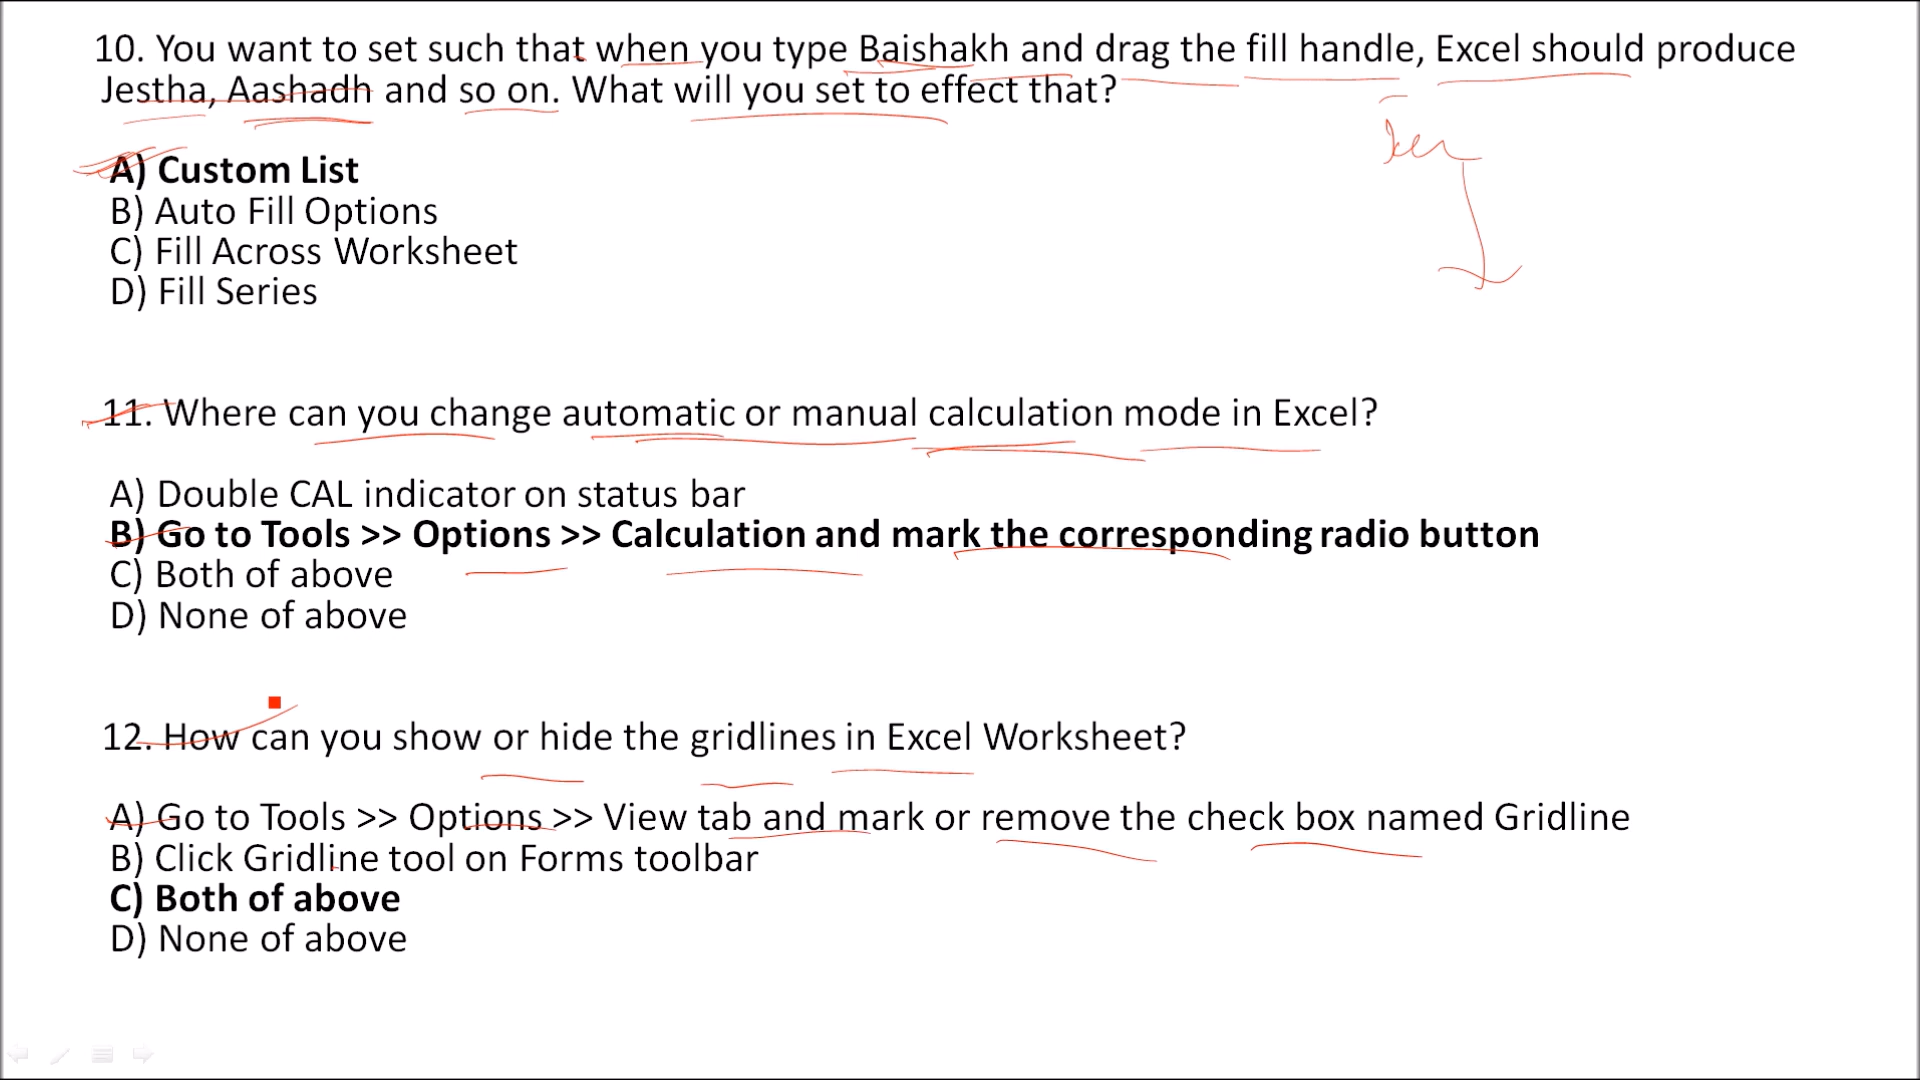 10. You want to set such that when you type Baishakh and drag the fill handle, Excel should produce
Jestha, Aashadh and so on. What will you set to effect that?
A) Custom List
B) Auto Fill Options
C) Fill Across Worksheet
D) Fill Series
11. Where can you change automatic or manual calculation mode in Excel?
A) Double CAL indicator on status bar
B) Go to Tools >> Options >> Calculation and mark the corresponding radio button
C) Both of above
D) None of above
12. How can you show or hide the gridlines in Excel Worksheet?
A) Go to Tools >> Options >> View tab and mark or remove the check box named Gridline
B) Click Gridline tool on Forms toolbar
C) Both of above
D) None of above